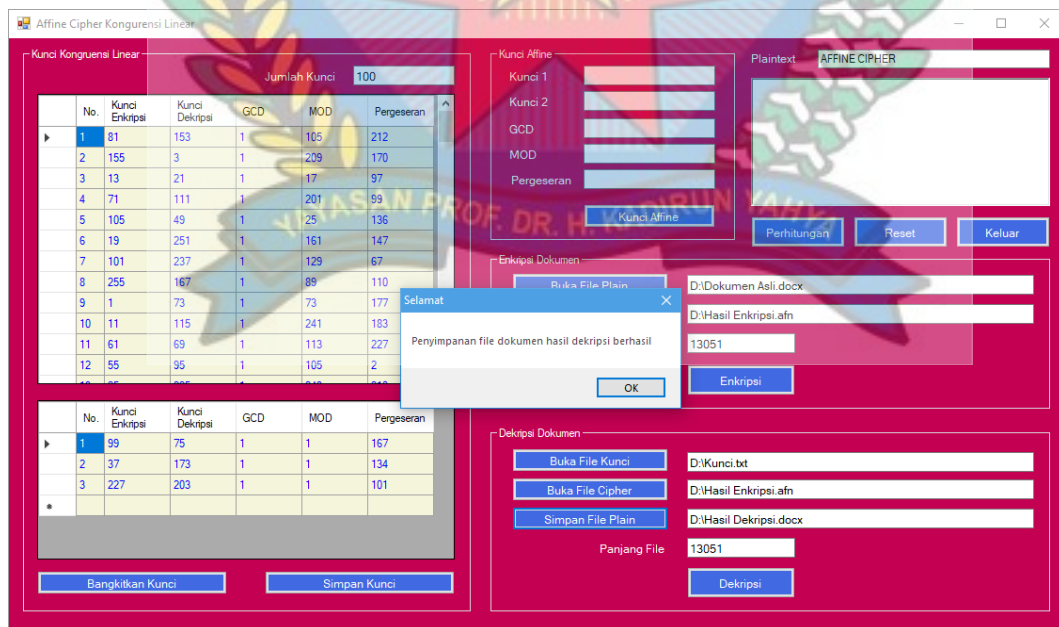 Affine Cipher Kongurensi Linear
Kunci Kongruensi Linear
Jumlah Kunci 100
No. Kunci Enkripsi Kunci Dekripsi GCD MOD Pergeseran
1 81 153 1 105 212
2 155 3 1 209 170
3 13 21 1 17 97
4 71 111 1 201 99
5 105 49 1 25 136
6 19 251 1 161 147
7 101 237 1 129 67
8 255 167 1 89 110
9 1 73 1 73 177
10 11 115 1 241 183
11 61 69 1 113 227
12 55 95 1 105 2
No. Kunci Enkripsi Kunci Dekripsi GCD MOD Pergeseran
1 99 75 1 1 167
2 37 173 1 1 134
3 227 203 1 1 101
Bangkitkan Kunci Simpan Kunci
Kunci Affine
Kunci 1
Kunci 2
GCD
MOD
Pergeseran
Kunci Affine
Plaintext AFFINE CIPHER
Perhitungan Reset Keluar
YAYASAN PROF. DR. H. KADIRUN YAHYA
Enkripsi Dokumen
Buka File Plain D:\Dokumen Asli.docx
D:\Hasil Enkripsi.afn
13051
Enkripsi
Selamat
Penyimpanan file dokumen hasil dekripsi berhasil
OK
Dekripsi Dokumen
Buka File Kunci D:\Kunci.txt
Buka File Cipher D:\Hasil Enkripsi.afn
Simpan File Plain D:\Hasil Dekripsi.docx
Panjang File 13051
Dekripsi